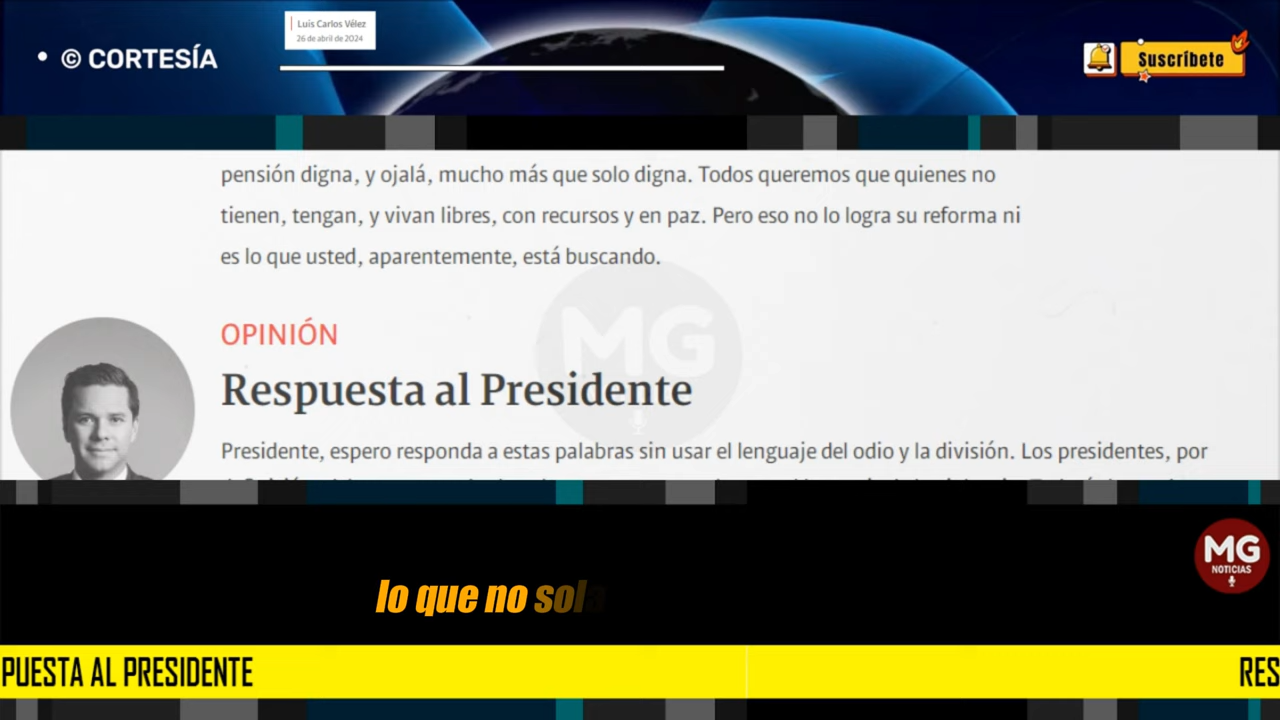 Luis Carlos Vélez
26 de abril de 2024
• © CORTESÍA
Suscríbete
pensión digna, y ojalá, mucho más que solo digna. Todos queremos que quienes no
tienen, tengan, y vivan libres, con recursos y en paz. Pero eso no lo logra su reforma ni
es lo que usted, aparentemente, está buscando.
MG
OPINIÓN
Respuesta al Presidente
Presidente, espero responda a estas palabras sin usar el lenguaje del odio y la división. Los presidentes, por
MG
NOTICIAS
lo que no sola
PUESTA AL PRESIDENTE
RES